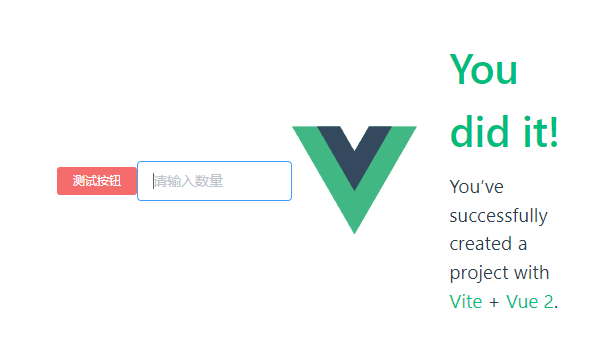 测试按钮
请输入数量
You
did it!
You’ve
successfully
created a
project with
Vite + Vue 2.